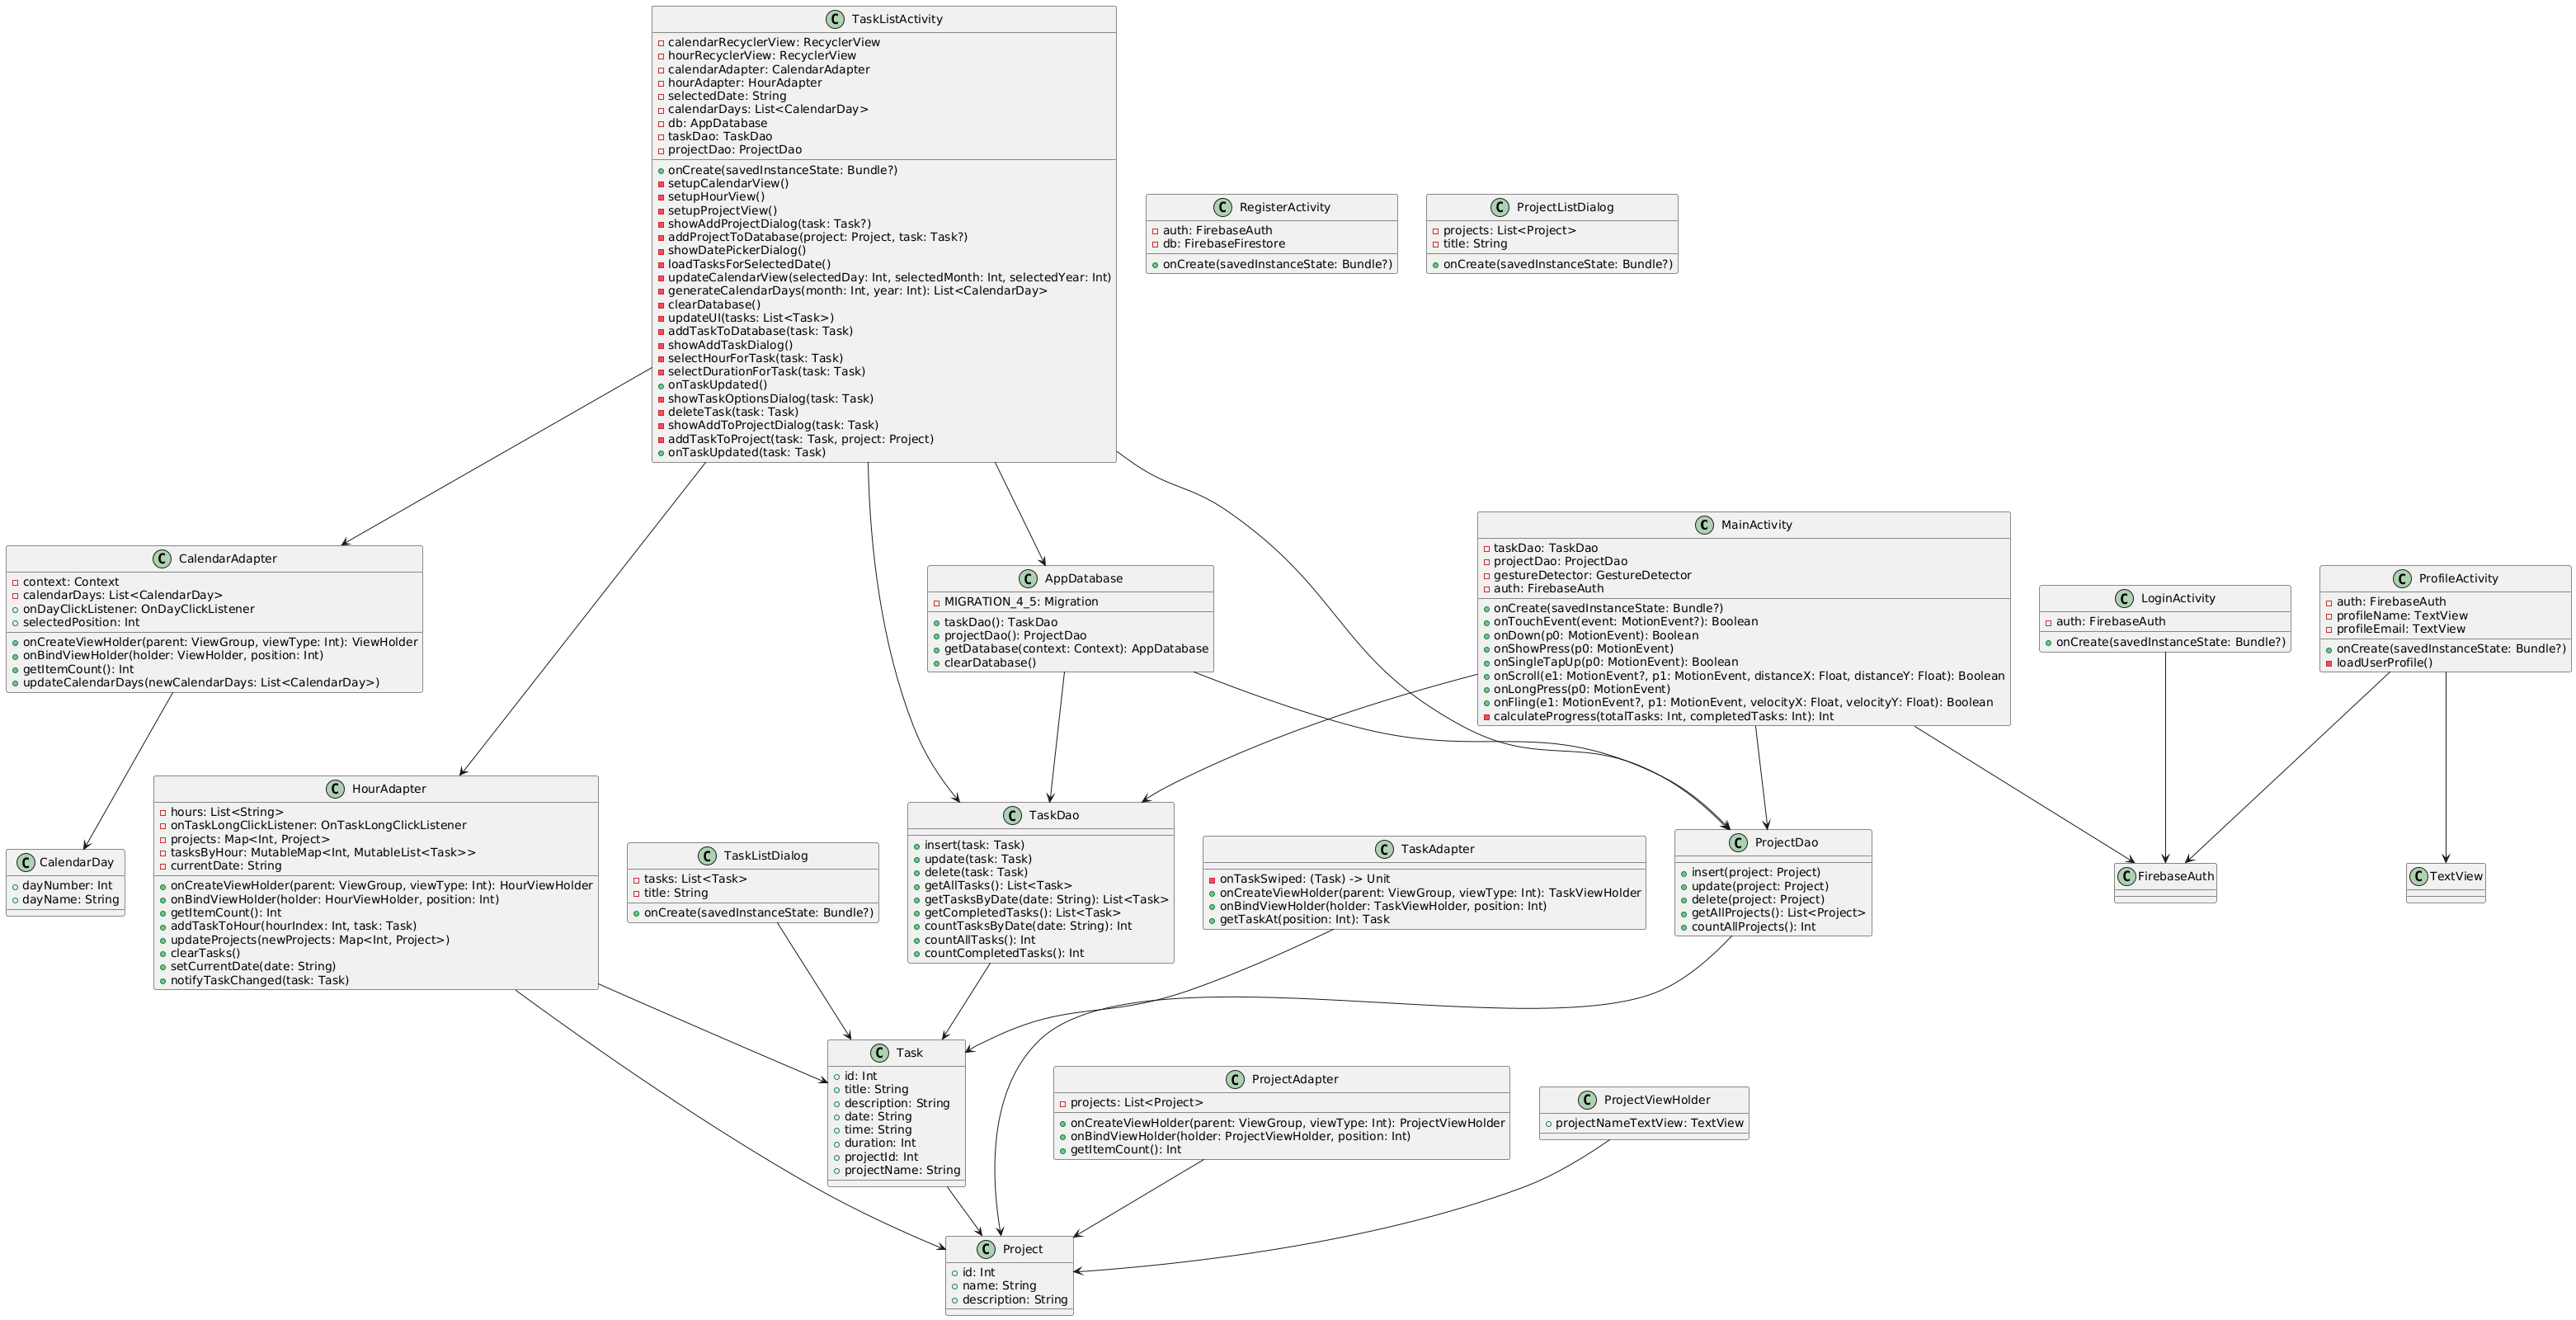 C TaskListActivity
calendarRecyclerView: RecyclerView
hourRecyclerView: RecyclerView
calendarAdapter: CalendarAdapter
hourAdapter: HourAdapter
selectedDate: String
calendarDays: List<CalendarDay>
db: AppDatabase
taskDao: TaskDao
projectDao: ProjectDao
onCreate(savedInstanceState: Bundle?)
setupCalendarView()
setupHourView()
setupProjectView()
showAddProjectDialog(task: Task?)
addProjectToDatabase(project: Project, task: Task?)
showDatePickerDialog()
loadTasksForSelectedDate()
updateCalendarView(selectedDay: Int, selectedMonth: Int, selectedYear: Int)
generateCalendarDays(month: Int, year: Int): List<CalendarDay>
clearDatabase()
updateUI(tasks: List<Task>)
addTaskToDatabase(task: Task)
showAddTaskDialog()
selectHourForTask(task: Task)
selectDurationForTask(task: Task)
onTaskUpdated()
showTaskOptionsDialog(task: Task)
deleteTask(task: Task)
showAddToProjectDialog(task: Task)
addTaskToProject(task: Task, project: Project)
onTaskUpdated(task: Task)
C RegisterActivity
auth: FirebaseAuth
db: FirebaseFirestore
onCreate(savedInstanceState: Bundle?)
C ProjectListDialog
projects: List<Project>
title: String
onCreate(savedInstanceState: Bundle?)
C CalendarAdapter
context: Context
calendarDays: List<CalendarDay>
onDayClickListener: OnDayClickListener
selectedPosition: Int
onCreateViewHolder(parent: ViewGroup, viewType: Int): ViewHolder
onBindViewHolder(holder: ViewHolder, position: Int)
getItemCount(): Int
updateCalendarDays(newCalendarDays: List<CalendarDay>)
C AppDatabase
MIGRATION_4_5: Migration
taskDao(): TaskDao
projectDao(): ProjectDao
getDatabase(context: Context): AppDatabase
clearDatabase()
C MainActivity
taskDao: TaskDao
projectDao: ProjectDao
gestureDetector: GestureDetector
auth: FirebaseAuth
onCreate(savedInstanceState: Bundle?)
onTouchEvent(event: MotionEvent?): Boolean
onDown(p0: MotionEvent): Boolean
onShowPress(p0: MotionEvent)
onSingleTapUp(p0: MotionEvent): Boolean
onScroll(e1: MotionEvent?, p1: MotionEvent, distanceX: Float, distanceY: Float): Boolean
onLongPress(p0: MotionEvent)
onFling(e1: MotionEvent?, p1: MotionEvent, velocityX: Float, velocityY: Float): Boolean
calculateProgress(totalTasks: Int, completedTasks: Int): Int
C LoginActivity
auth: FirebaseAuth
onCreate(savedInstanceState: Bundle?)
C ProfileActivity
auth: FirebaseAuth
profileName: TextView
profileEmail: TextView
onCreate(savedInstanceState: Bundle?)
loadUserProfile()
C CalendarDay
dayNumber: Int
dayName: String
C HourAdapter
hours: List<String>
onTaskLongClickListener: OnTaskLongClickListener
projects: Map<Int, Project>
tasksByHour: MutableMap<Int, MutableList<Task>>
currentDate: String
onCreateViewHolder(parent: ViewGroup, viewType: Int): HourViewHolder
onBindViewHolder(holder: HourViewHolder, position: Int)
getItemCount(): Int
addTaskToHour(hourIndex: Int, task: Task)
updateProjects(newProjects: Map<Int, Project>)
clearTasks()
setCurrentDate(date: String)
notifyTaskChanged(task: Task)
C TaskListDialog
tasks: List<Task>
title: String
onCreate(savedInstanceState: Bundle?)
C TaskDao
insert(task: Task)
update(task: Task)
delete(task: Task)
getAllTasks(): List<Task>
getTasksByDate(date: String): List<Task>
getCompletedTasks(): List<Task>
countTasksByDate(date: String): Int
countAllTasks(): Int
countCompletedTasks(): Int
C TaskAdapter
onTaskSwiped: (Task) -> Unit
onCreateViewHolder(parent: ViewGroup, viewType: Int): TaskViewHolder
onBindViewHolder(holder: TaskViewHolder, position: Int)
getTaskAt(position: Int): Task
C ProjectDao
insert(project: Project)
update(project: Project)
delete(project: Project)
getAllProjects(): List<Project>
countAllProjects(): Int
C FirebaseAuth
C TextView
C Task
id: Int
title: String
description: String
date: String
time: String
duration: Int
projectId: Int
projectName: String
C ProjectAdapter
projects: List<Project>
onCreateViewHolder(parent: ViewGroup, viewType: Int): ProjectViewHolder
onBindViewHolder(holder: ProjectViewHolder, position: Int)
getItemCount(): Int
C ProjectViewHolder
projectNameTextView: TextView
C Project
id: Int
name: String
description: String